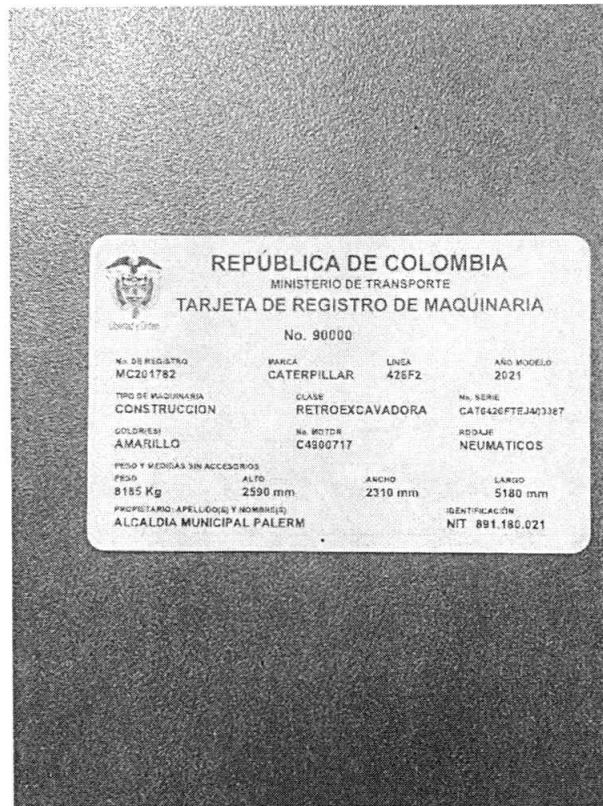 REPÚBLICA DE COLOMBIA
MINISTERIO DE TRANSPORTE
TARJETA DE REGISTRO DE MAQUINARIA
Libertad y Orden
No. 90000
No. DE REGISTRO MARCA LINEA AÑO MODELO
MC201782 CATERPILLAR 426F2 2021
TIPO DE MAQUINARIA CLASE No. SERIE
CONSTRUCCION RETROEXCAVADORA
COLOR(ES) No. MOTOR RODAJE
AMARILLO C4900717 NEUMATICOS
PESO Y MEDIDAS SIN ACCESORIOS
PESO ALTO ANCHO LARGO
8185 Kg 2590 mm 2310 mm 5180 mm
PROPIETARIO: APELLIDO(S) Y NOMBRE(S) IDENTIFICACIÓN
ALCALDIA MUNICIPAL PALERM NIT 891.180.021